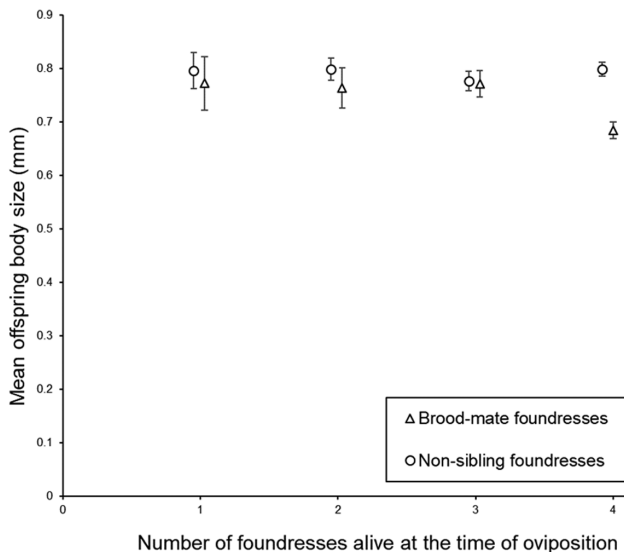 0.9
0.8
0.7
0.6
0.5
0.4
0.3
0.2
0.1
0
Mean offspring body size (mm)
Brood-mate foundresses
Non-sibling foundresses
0 1 2 3 4
Number of foundresses alive at the time of oviposition